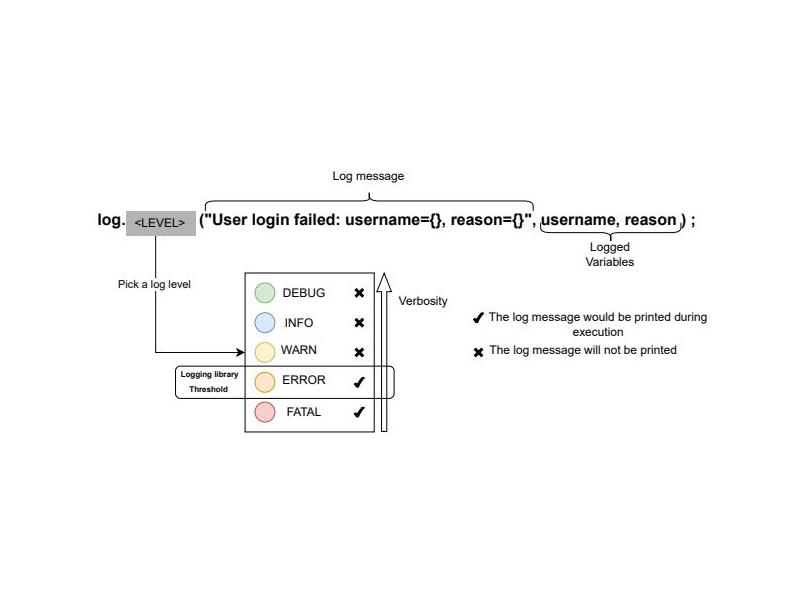 Log message
log. <LEVEL> ("User login failed: username={}, reason={}", username, reason ) ;
Logged
Variables
Pick a log level
DEBUG ✖
INFO ✖
WARN ✖
ERROR ✔
FATAL ✔
Logging library
Threshold
Verbosity
✔ The log message would be printed during
execution
✖ The log message will not be printed